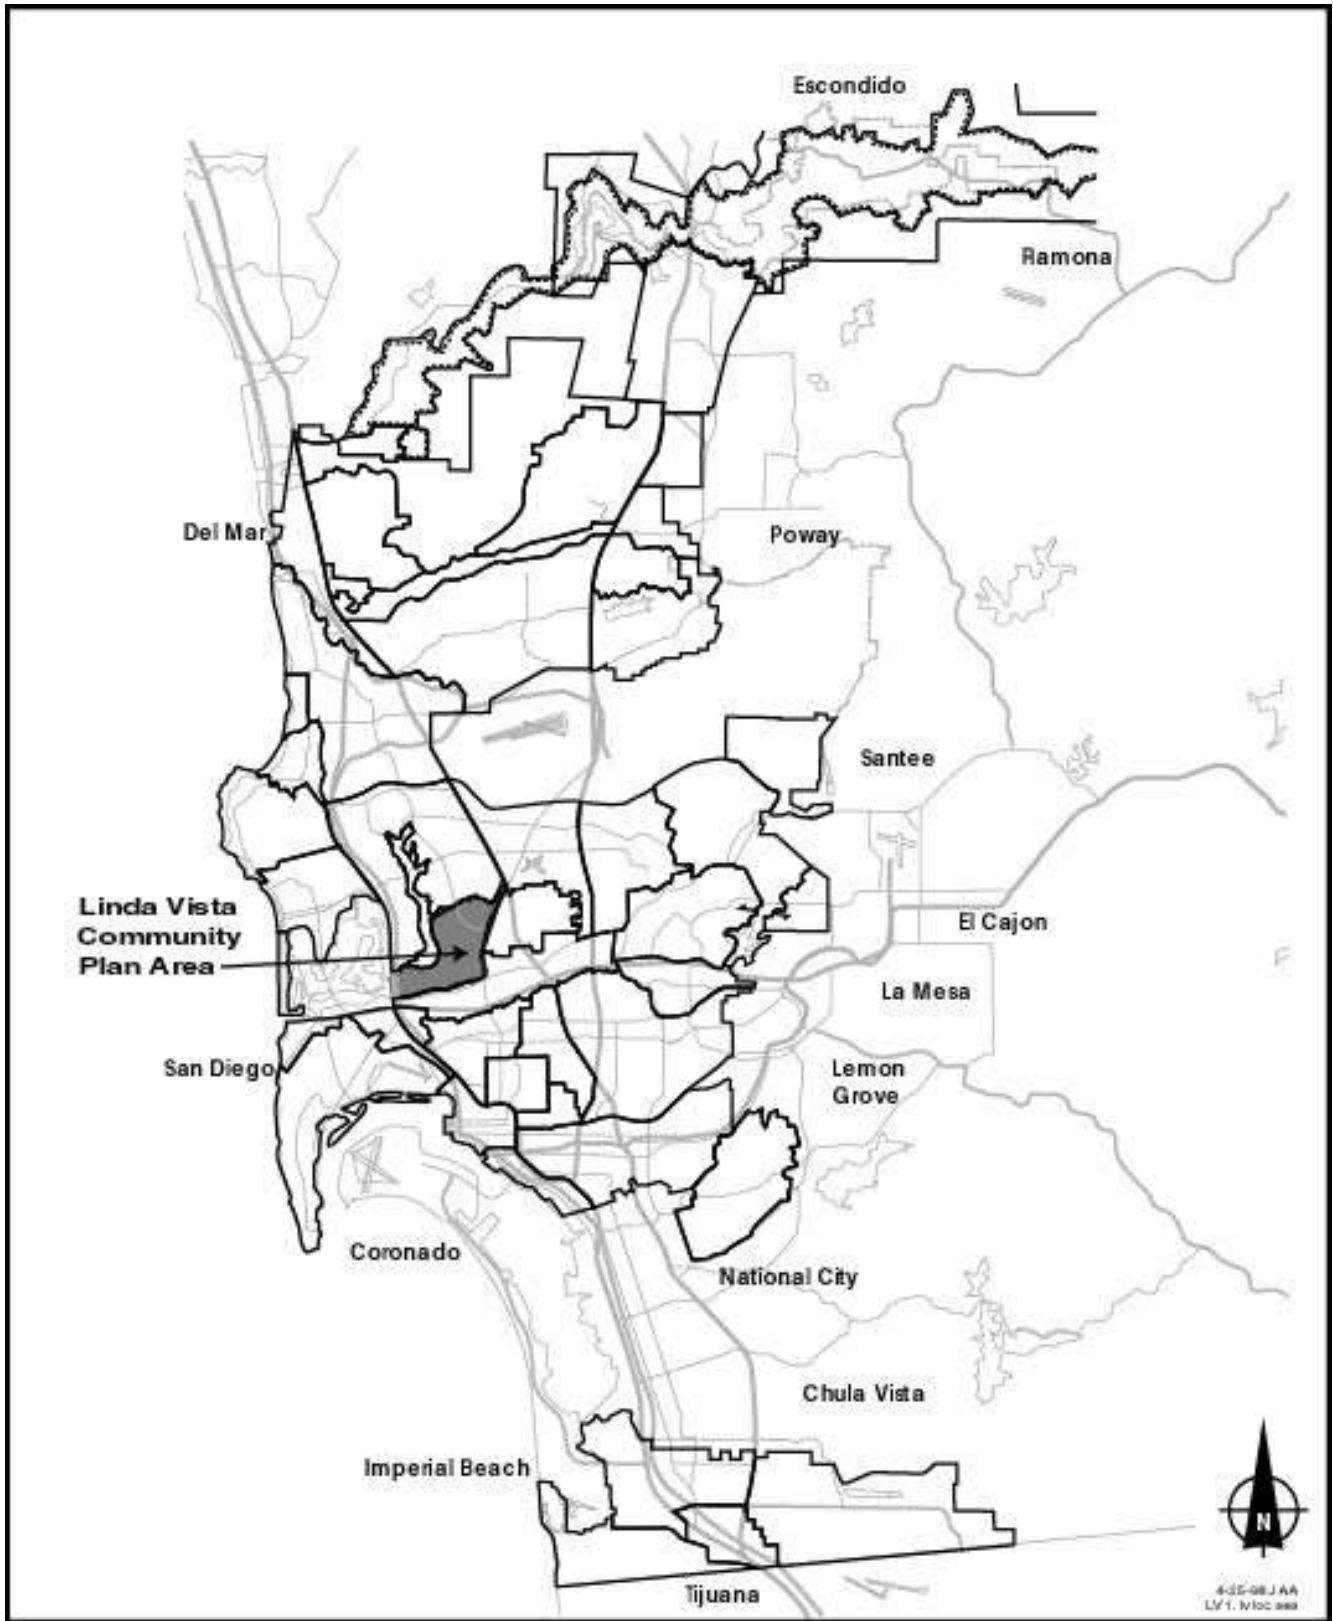 Escondido
Ramona
Del Mar
Poway
Santee
Linda Vista
Community
Plan Area
El Cajon
La Mesa
San Diego
Lemon
Grove
Coronado
National City
Chula Vista
Imperial Beach
N
Tijuana